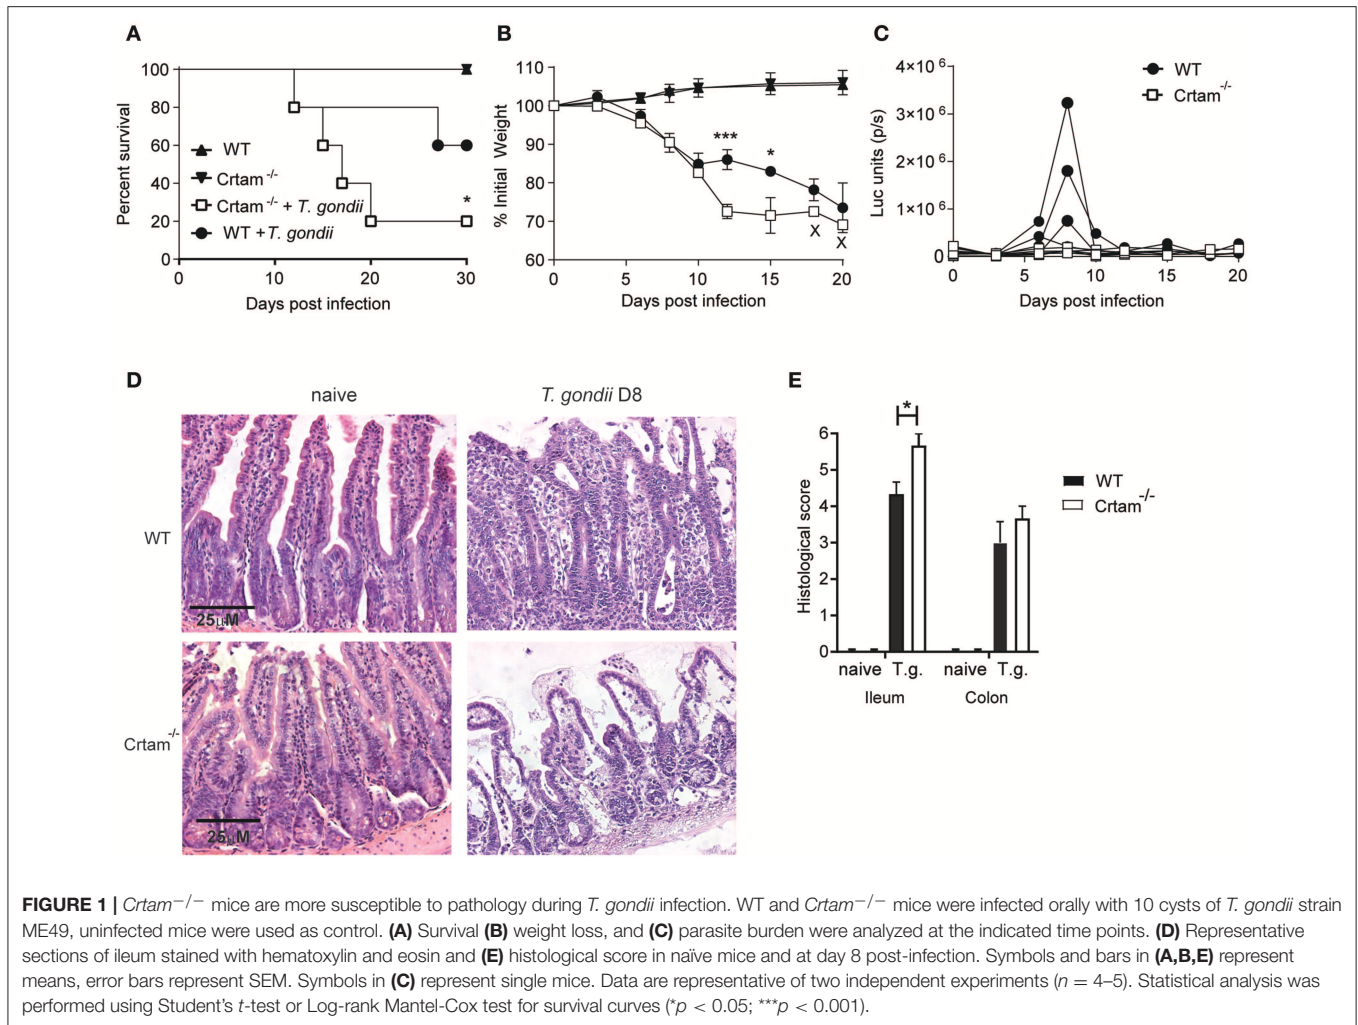 A
Percent survival
100
80
60
40
20
0
WT
Crtam-/-
Crtam-/- + T. gondii
WT + T. gondii
*
0 10 20 30
Days post infection
B
% Initial Weight
110
100
90
80
70
60
***
*
X X
0 5 10 15 20
Days post infection
C
Luc units (p/s)
4×10 6
3×10 6
2×10 6
1×10 6
0
WT
Crtam-/-
0 5 10 15 20
Days post infection
D
naive
T. gondii D8
WT
25μM
Crtam-/-
25μM
E
*
Histological score
6
5
4
3
2
1
0
WT
Crtam-/-
naive T.g. naive T.g.
Ileum Colon
FIGURE 1 | Crtam−/− mice are more susceptible to pathology during T. gondii infection. WT and Crtam−/− mice were infected orally with 10 cysts of T. gondii strain
ME49, uninfected mice were used as control. (A) Survival (B) weight loss, and (C) parasite burden were analyzed at the indicated time points. (D) Representative
sections of ileum stained with hematoxylin and eosin and (E) histological score in naïve mice and at day 8 post-infection. Symbols and bars in (A,B,E) represent
means, error bars represent SEM. Symbols in (C) represent single mice. Data are representative of two independent experiments (n = 4–5). Statistical analysis was
performed using Student's t-test or Log-rank Mantel-Cox test for survival curves (*p < 0.05; ***p < 0.001).